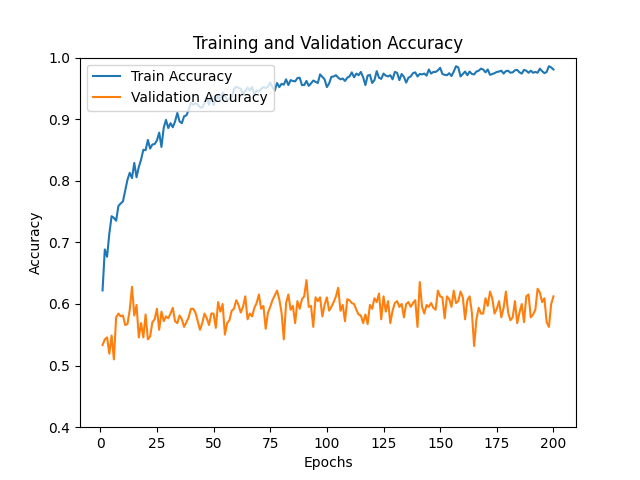 Training and Validation Accuracy
Train Accuracy
Validation Accuracy
Accuracy
1.0
0.9
0.8
0.7
0.6
0.5
0.4
0 25 50 75 100 125 150 175 200
Epochs